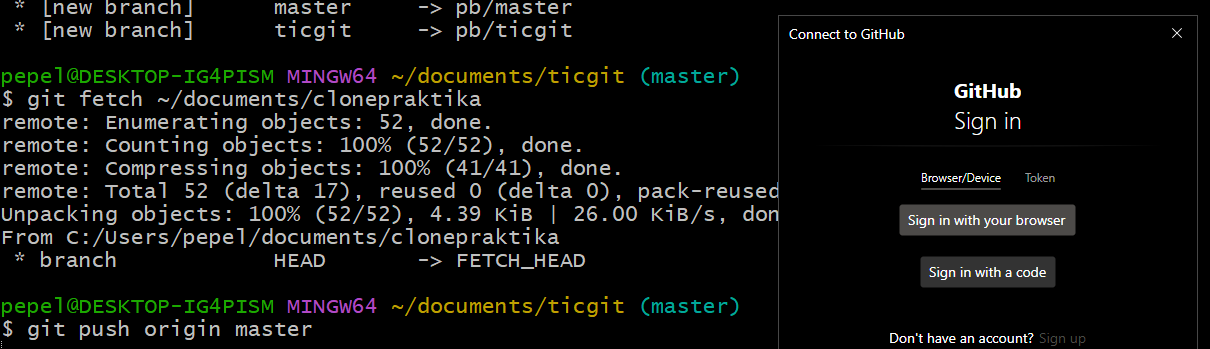 * [new branch]      master     -> pb/master
* [new branch]      ticgit     -> pb/ticgit
pepel@DESKTOP-IG4PISM MINGW64 ~/documents/ticgit (master)
$ git fetch ~/documents/clonepraktika
remote: Enumerating objects: 52, done.
remote: Counting objects: 100% (52/52), done.
remote: Compressing objects: 100% (41/41), done.
remote: Total 52 (delta 17), reused 0 (delta 0), pack-reused
Unpacking objects: 100% (52/52), 4.39 KiB | 26.00 KiB/s, don
From C:/Users/pepel/documents/clonepraktika
* branch            HEAD       -> FETCH_HEAD
pepel@DESKTOP-IG4PISM MINGW64 ~/documents/ticgit (master)
$ git push origin master
Connect to GitHub
GitHub
Sign in
Browser/Device Token
Sign in with your browser
Sign in with a code
Don't have an account? Sign up